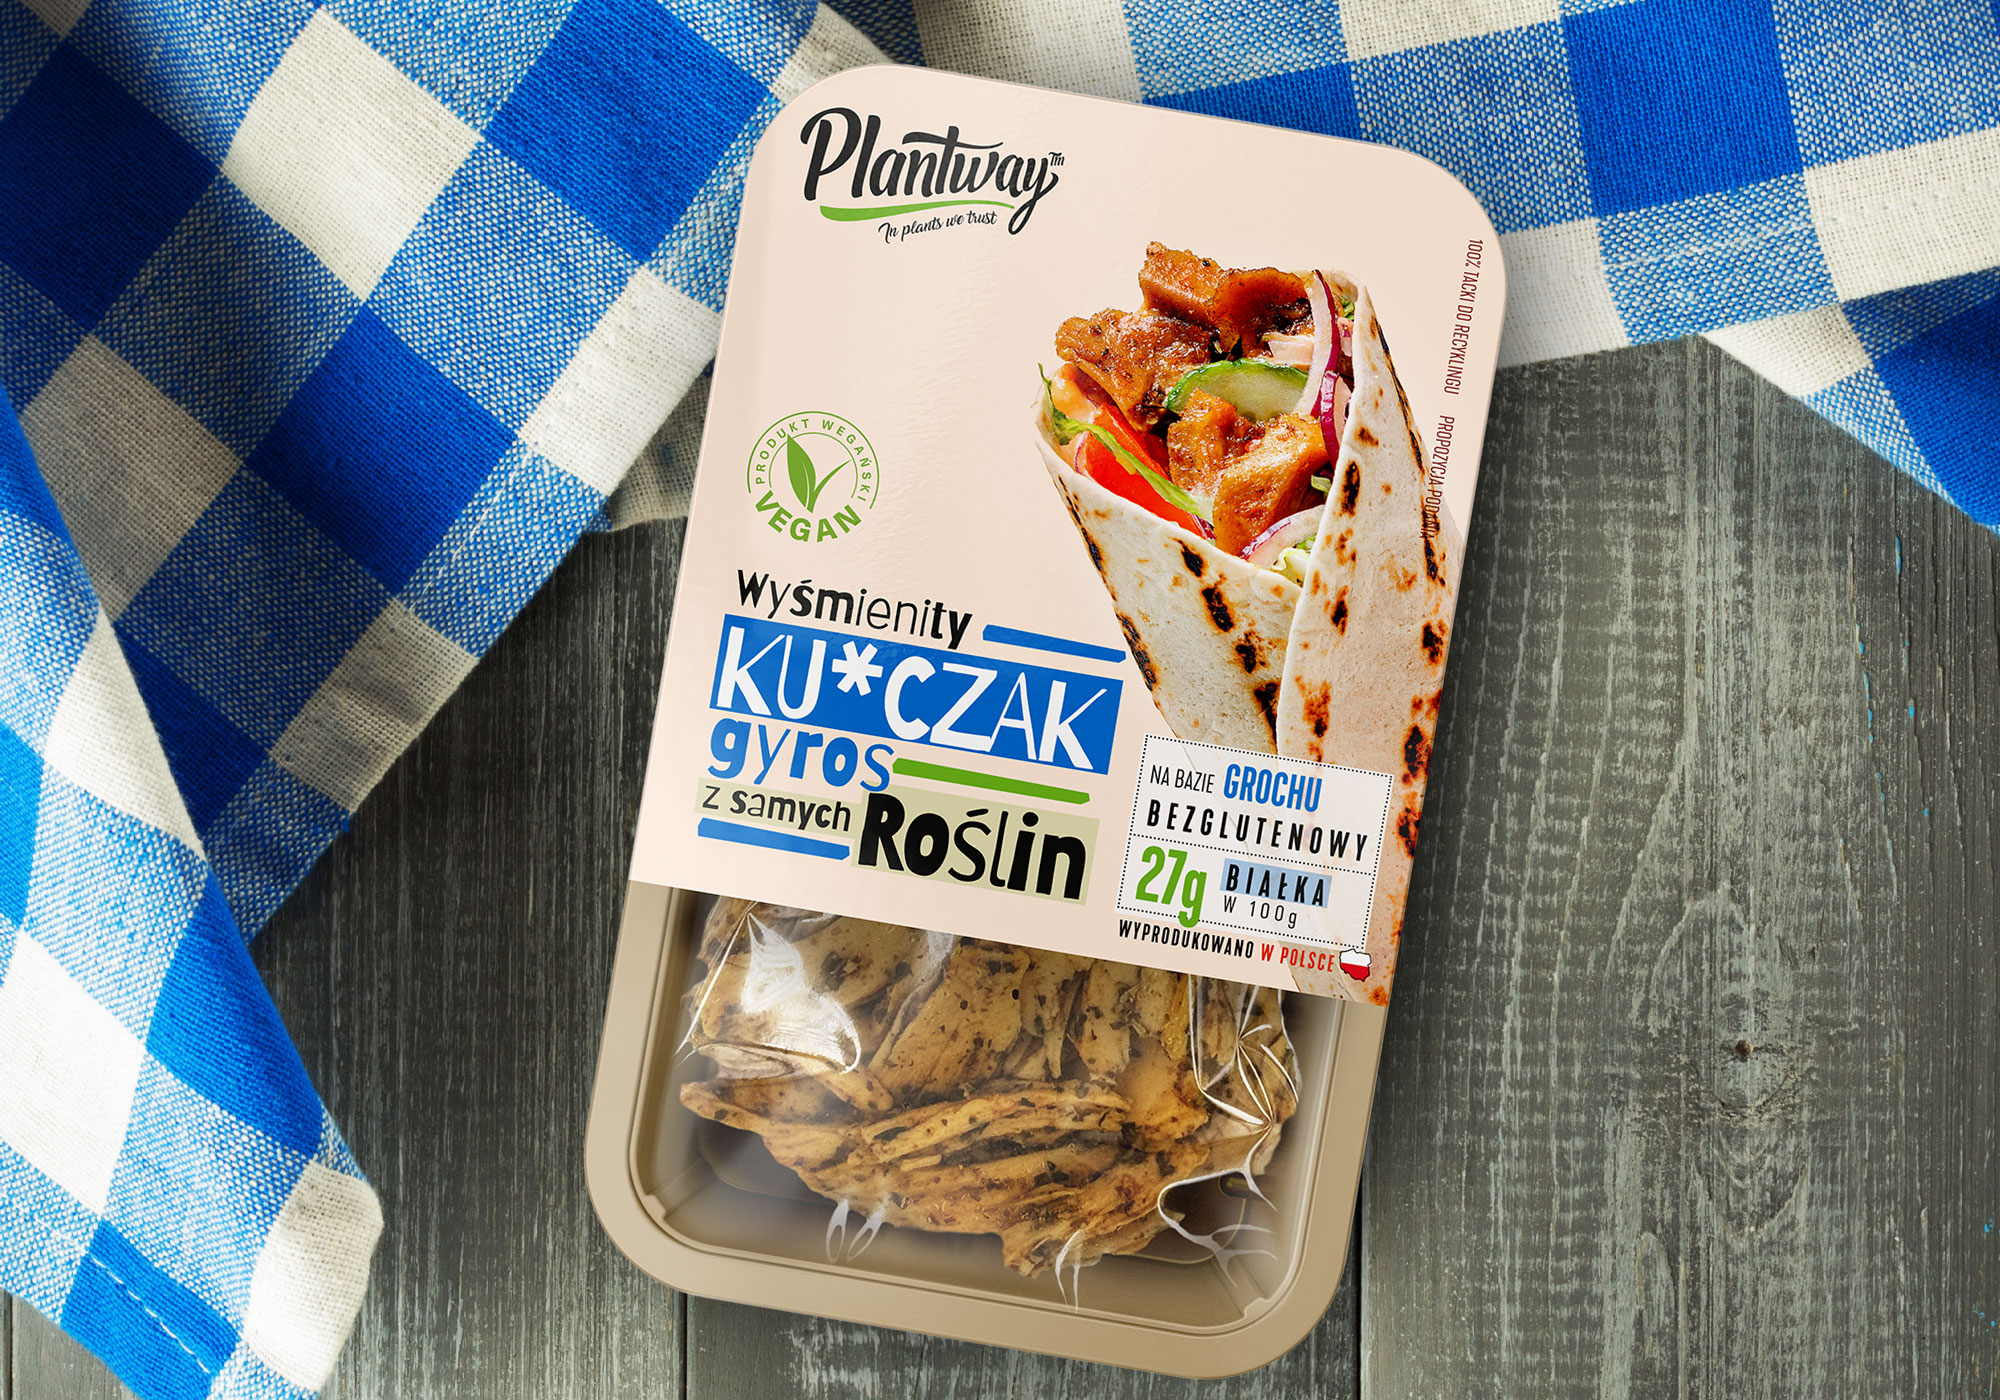 Plantway™
In plants we trust
100% TACKI DO RECYKLINGU PROPOZYCJA PODANIA
PRODUKT WEGAŃSKI
VEGAN
Wyśmienity
KU*CZAK
gyros
z samych Roślin
NA BAZIE GROCHU
BEZGLUTENOWY
27g BIAŁKA
W 100g
WYPRODUKOWANO W POLSCE